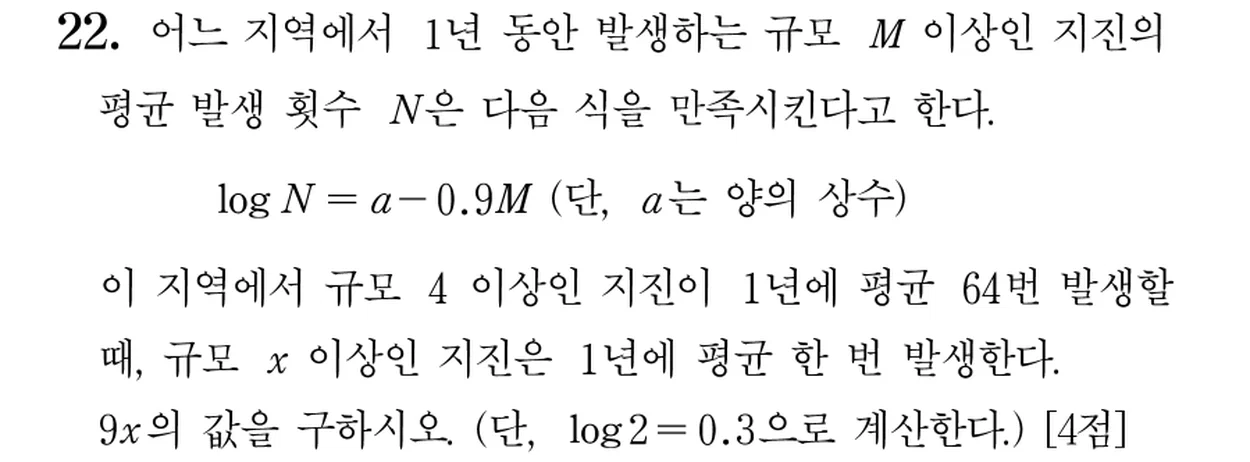 22. 어느 지역에서 1년 동안 발생하는 규모 M 이상인 지진의
평균 발생 횟수 N은 다음 식을 만족시킨다고 한다.
log N = a－0.9M (단, a는 양의 상수)
이 지역에서 규모 4 이상인 지진이 1년에 평균 64번 발생할
때, 규모 x 이상인 지진은 1년에 평균 한 번 발생한다.
9x의 값을 구하시오. (단, log2＝0.3으로 계산한다.) [4점]